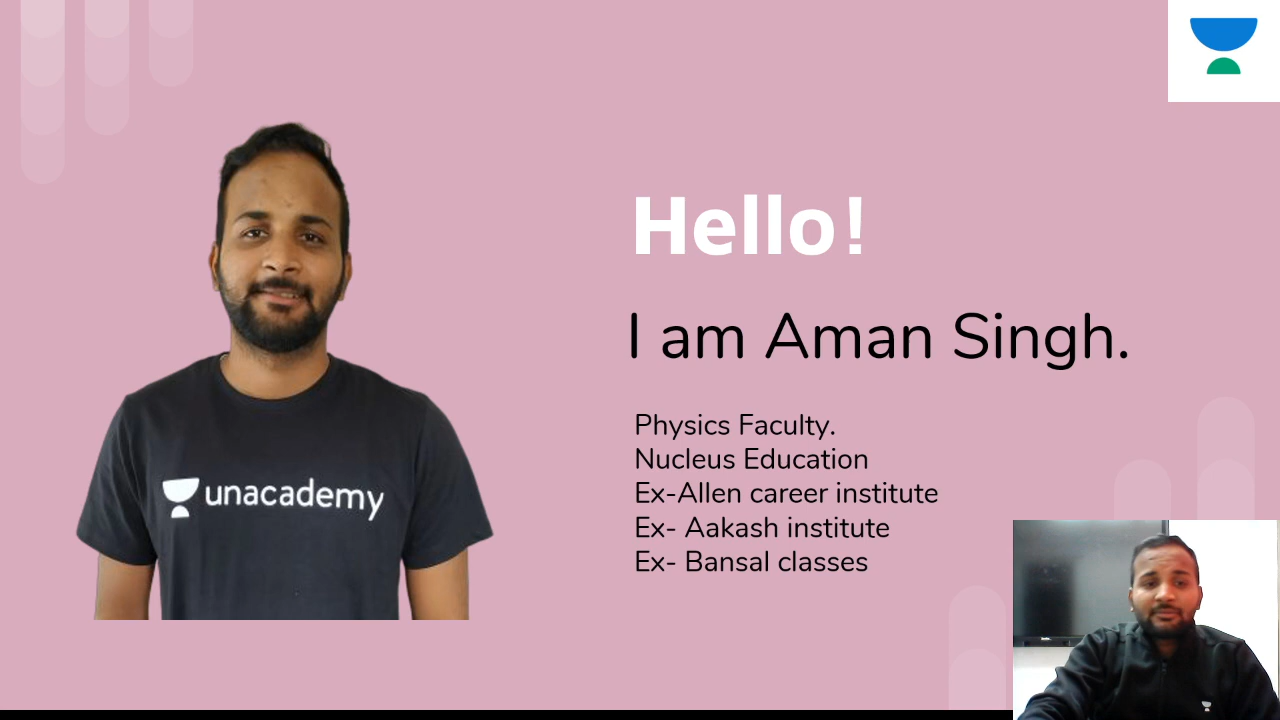 Hello!
I am Aman Singh.
Physics Faculty.
Nucleus Education
Ex-Allen career institute
Ex- Aakash institute
Ex- Bansal classes
unacademy